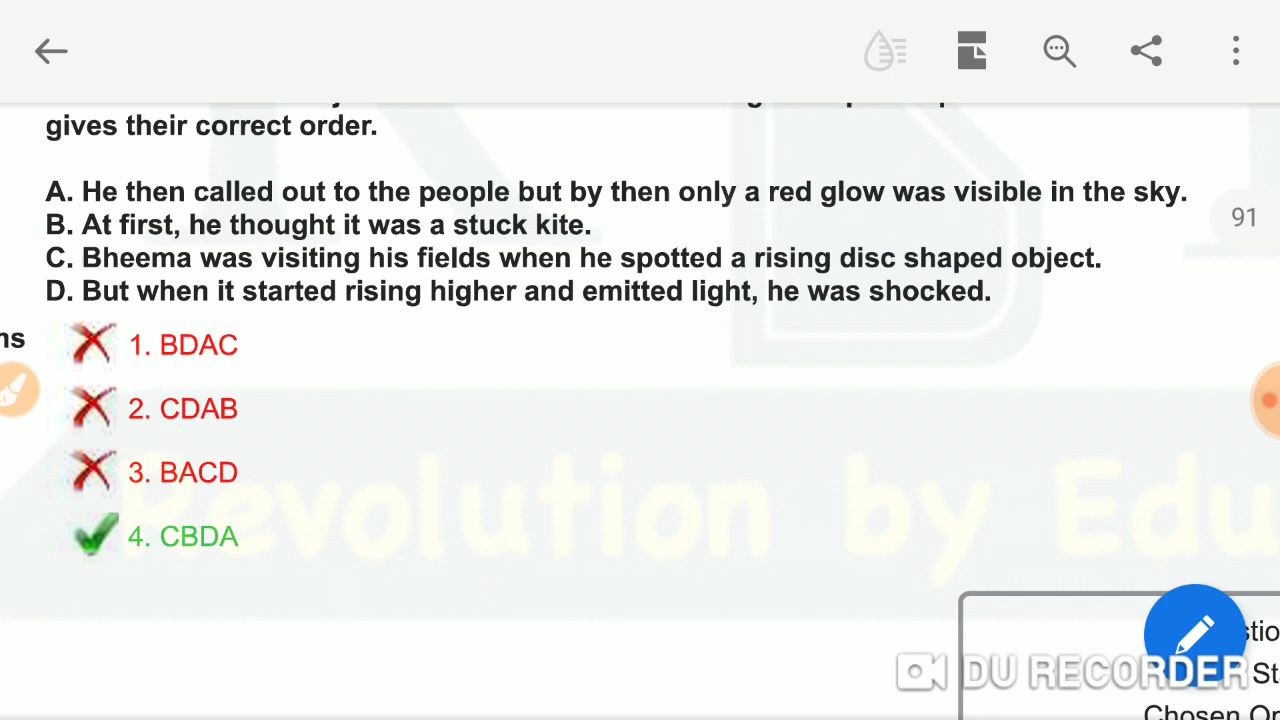 gives their correct order.
A. He then called out to the people but by then only a red glow was visible in the sky.
B. At first, he thought it was a stuck kite.
C. Bheema was visiting his fields when he spotted a rising disc shaped object.
D. But when it started rising higher and emitted light, he was shocked.
91
ns
1. BDAC
2. CDAB
3. BACD
4. CBDA
Revolution by Edu
stio
DU RECORDER
St
Chosen Op